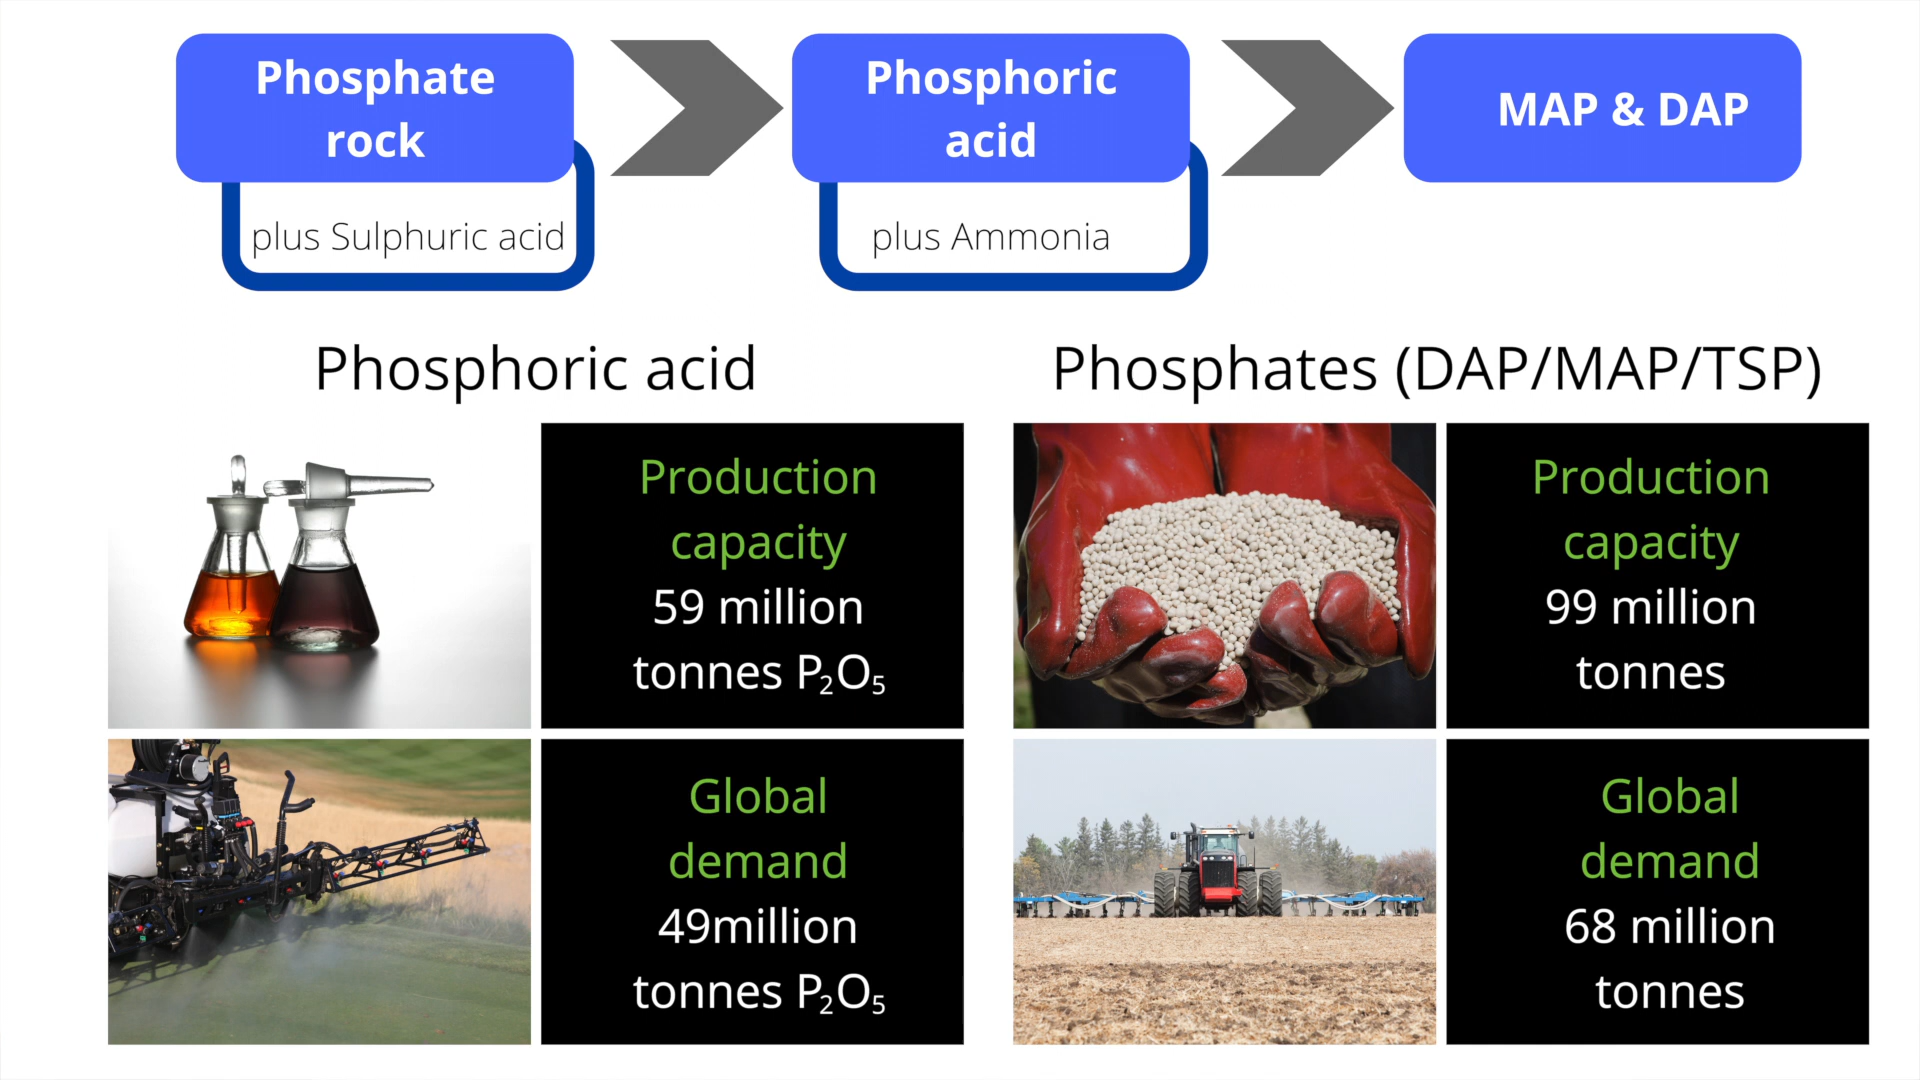 Phosphate
rock
plus Sulphuric acid
Phosphoric
acid
plus Ammonia
MAP & DAP
Phosphoric acid
Production
capacity
59 million
tonnes P₂O₅
Global
demand
49million
tonnes P₂O₅
Phosphates (DAP/MAP/TSP)
Production
capacity
99 million
tonnes
Global
demand
68 million
tonnes